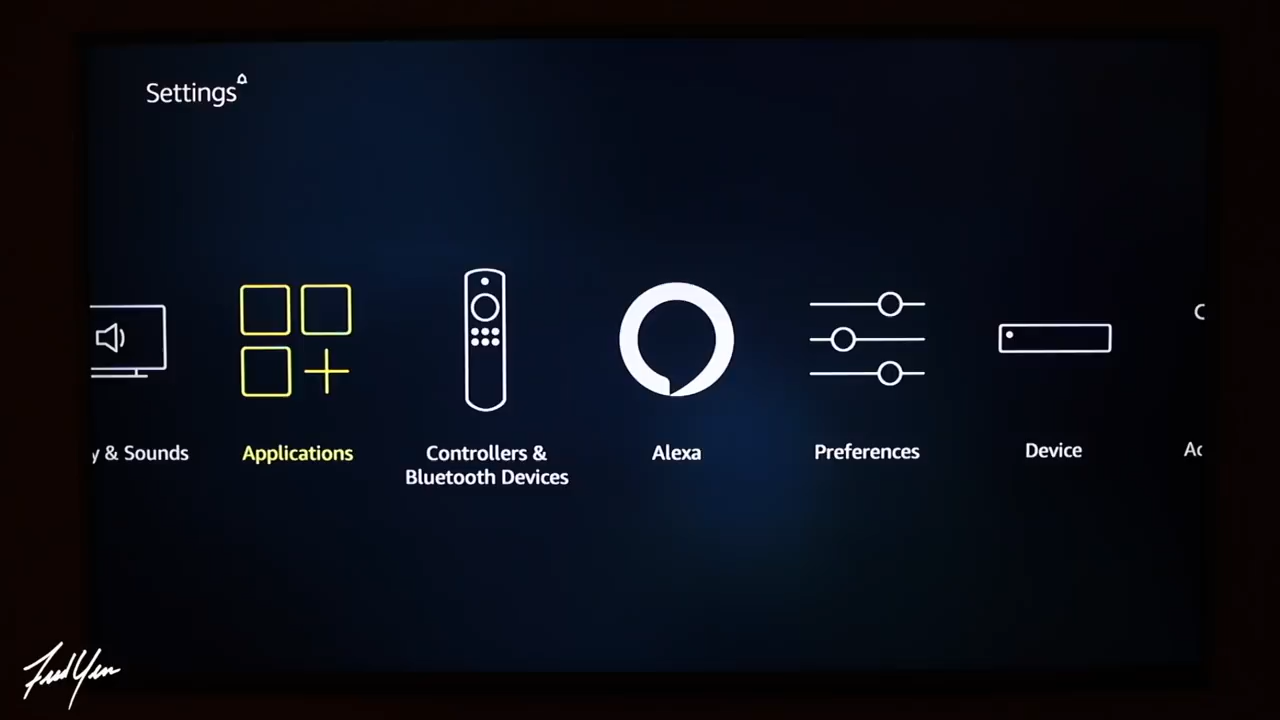 Settings
y & Sounds
Applications
Controllers &
Bluetooth Devices
Alexa
Preferences
Device
Ac